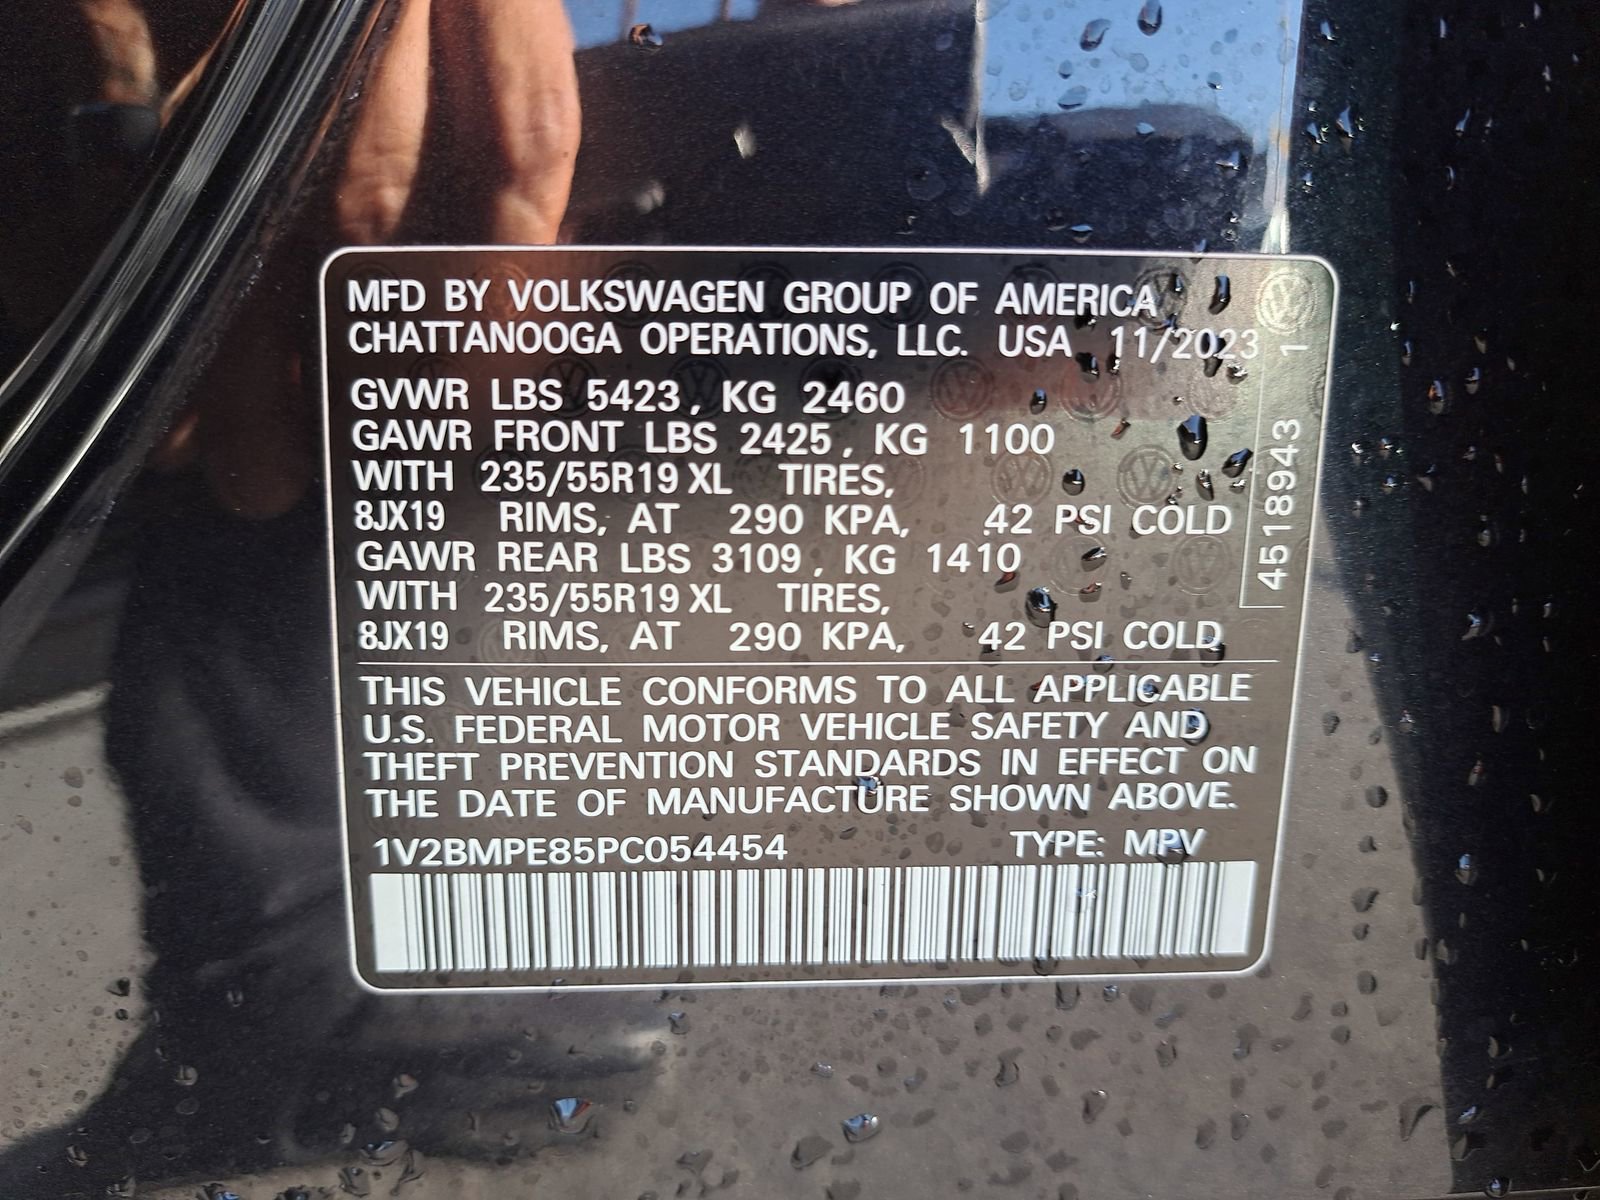 MFD BY VOLKSWAGEN GROUP OF AMERICA
CHATTANOOGA OPERATIONS, LLC. USA 11/2023
GVWR LBS 5423, KG 2460
GAWR FRONT LBS 2425, KG 1100
WITH 235/55R19 XL TIRES,
8JX19 RIMS, AT 290 KPA, 42 PSI COLD
GAWR REAR LBS 3109, KG 1410
WITH 235/55R19 XL TIRES,
8JX19 RIMS, AT 290 KPA, 42 PSI COLD
THIS VEHICLE CONFORMS TO ALL APPLICABLE
U.S. FEDERAL MOTOR VEHICLE SAFETY AND
THEFT PREVENTION STANDARDS IN EFFECT ON
THE DATE OF MANUFACTURE SHOWN ABOVE.
1V2BMPE85PC054454 TYPE: MPV
4518943 1